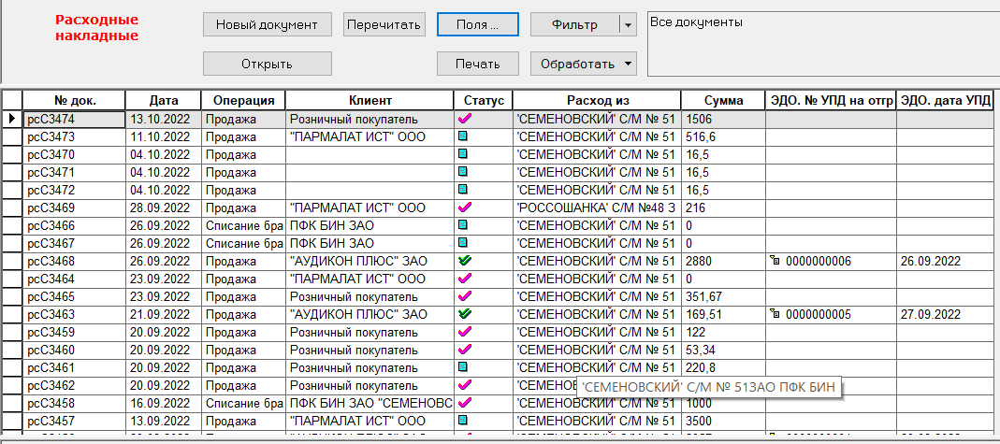 Расходные
накладные
Новый документ Перечитать Поля ... Фильтр Все документы
Открыть Печать Обработать
№ док. Дата Операция Клиент Статус Расход из Сумма ЭДО. № УПД на отгр ЭДО. дата УПД
рсС3474 13.10.2022 Продажа Розничный покупатель 'СЕМЕНОВСКИЙ' С/М № 51 1506
рсС3473 11.10.2022 Продажа "ПАРМАЛАТ ИСТ" ООО 'СЕМЕНОВСКИЙ' С/М № 51 516,6
рсС3470 04.10.2022 Продажа 'СЕМЕНОВСКИЙ' С/М № 51 16,5
рсС3471 04.10.2022 Продажа 'СЕМЕНОВСКИЙ' С/М № 51 16,5
рсС3472 04.10.2022 Продажа 'СЕМЕНОВСКИЙ' С/М № 51 16,5
рсС3469 28.09.2022 Продажа "ПАРМАЛАТ ИСТ" ООО 'РОССОШАНКА' С/М №48 З 216
рсС3466 26.09.2022 Списание бра ПФК БИН ЗАО 'СЕМЕНОВСКИЙ' С/М № 51 0
рсС3467 26.09.2022 Списание бра ПФК БИН ЗАО 'СЕМЕНОВСКИЙ' С/М № 51 0
рсС3468 26.09.2022 Продажа "АУДИКОН ПЛЮС" ЗАО 'СЕМЕНОВСКИЙ' С/М № 51 2880 0000000006 26.09.2022
рсС3464 23.09.2022 Продажа "ПАРМАЛАТ ИСТ" ООО 'СЕМЕНОВСКИЙ' С/М № 51 0
рсС3465 23.09.2022 Продажа Розничный покупатель 'СЕМЕНОВСКИЙ' С/М № 51 351,67
рсС3463 21.09.2022 Продажа "АУДИКОН ПЛЮС" ЗАО 'СЕМЕНОВСКИЙ' С/М № 51 169,51 0000000005 27.09.2022
рсС3459 20.09.2022 Продажа Розничный покупатель 'СЕМЕНОВСКИЙ' С/М № 51 122
рсС3460 20.09.2022 Продажа Розничный покупатель 'СЕМЕНОВСКИЙ' С/М № 51 53,34
рсС3461 20.09.2022 Продажа Розничный покупатель 'СЕМЕНОВСКИЙ' С/М № 51 220,8
рсС3462 20.09.2022 Продажа Розничный покупатель 'СЕМЕНОВ 'СЕМЕНОВСКИЙ' С/М № 51ЗАО ПФК БИН
рсС3458 16.09.2022 Списание бра ПФК БИН ЗАО "СЕМЕНОВС 'СЕМЕНОВСКИЙ' С/М № 51 1000
рсС3457 13.09.2022 Продажа "ПАРМАЛАТ ИСТ" ООО 'СЕМЕНОВСКИЙ' С/М № 51 3500